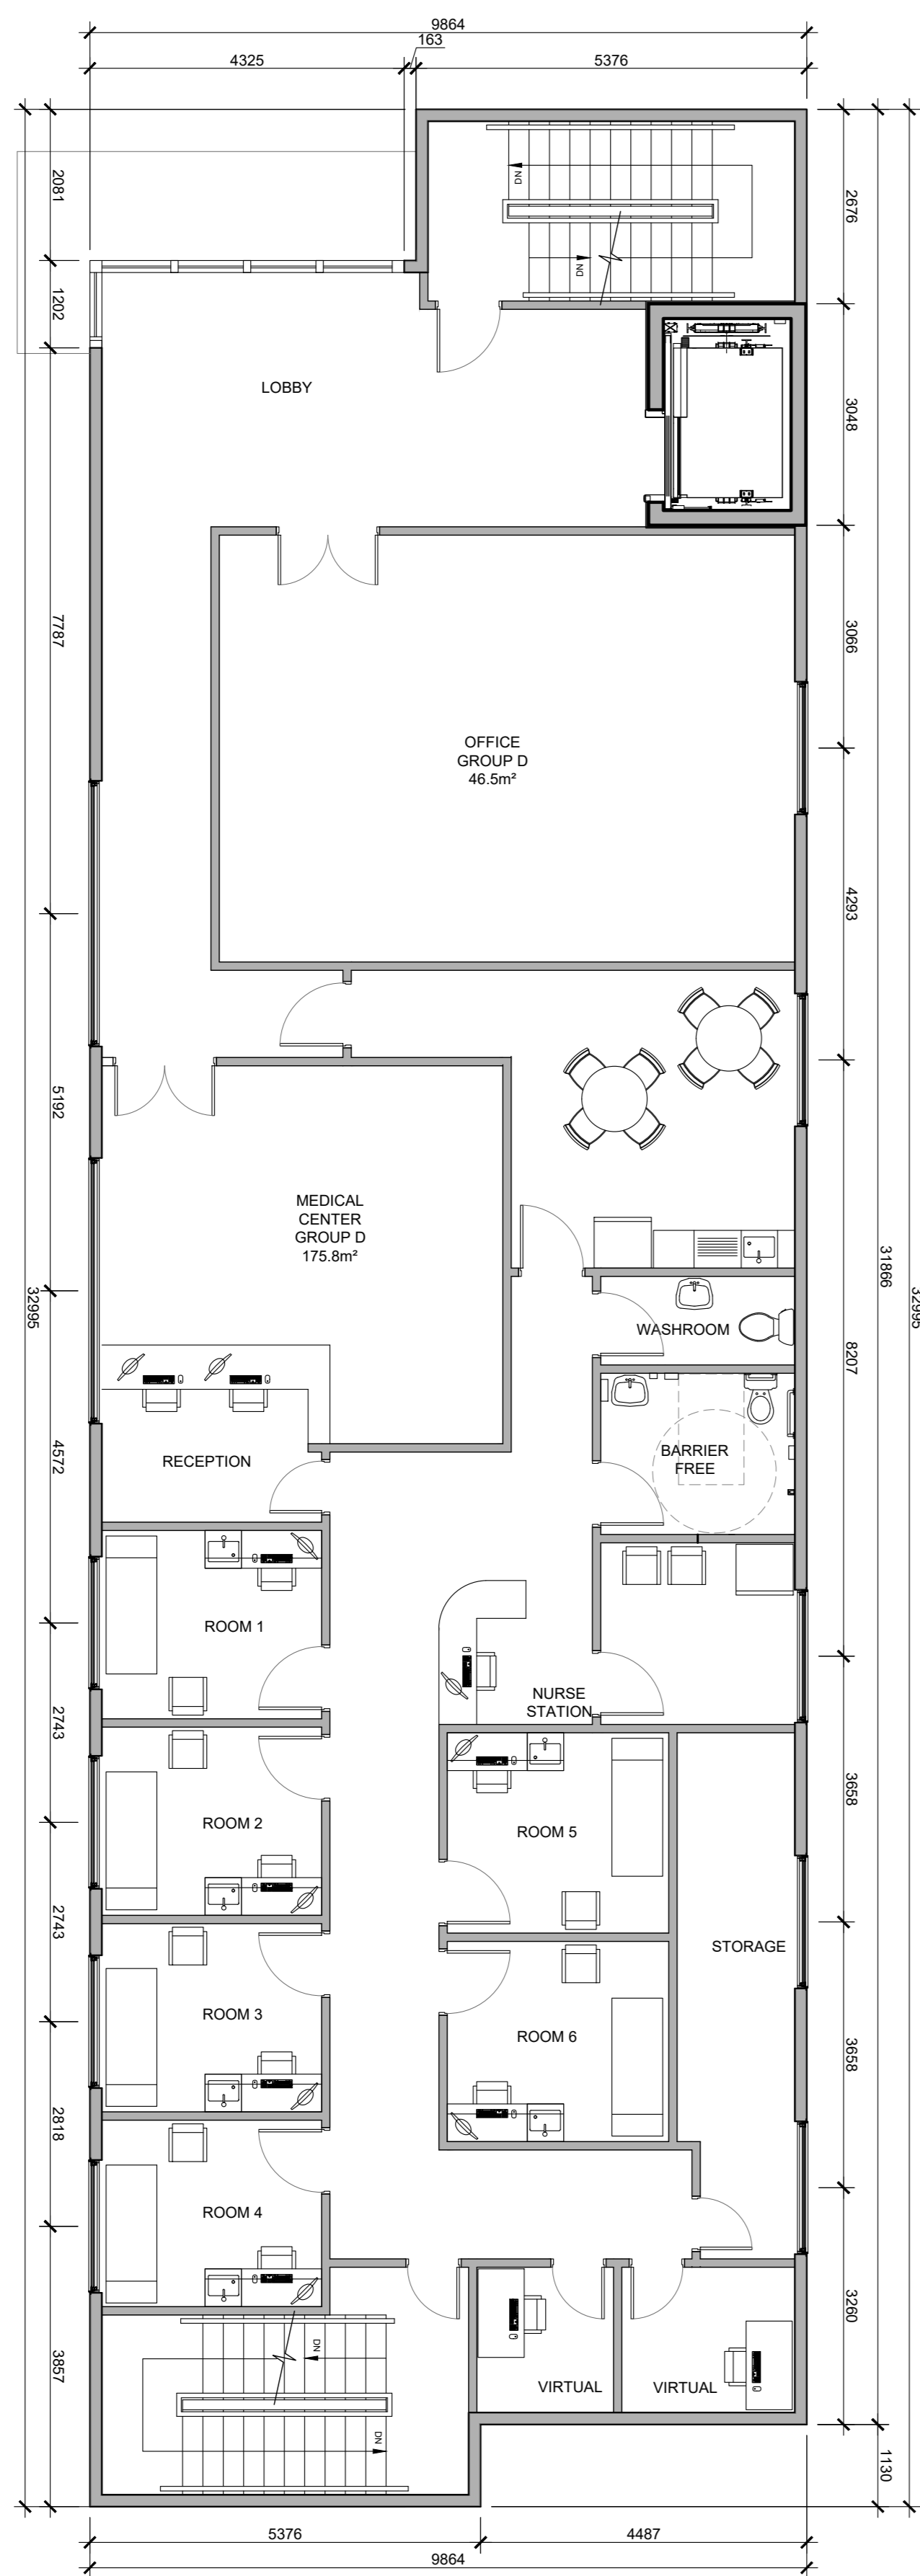 9864
163
4325
5376
2081
2676
DN
DN
1202
LOBBY
3048
7787
3066
OFFICE
GROUP D
46.5m²
4293
5192
MEDICAL
CENTER
GROUP D
175.8m²
31866
32995
32995
WASHROOM
8207
4572
RECEPTION
BARRIER
FREE
ROOM 1
NURSE
STATION
2743
3658
ROOM 2
ROOM 5
2743
STORAGE
ROOM 3
ROOM 6
3658
2818
ROOM 4
3260
DN
3857
VIRTUAL
VIRTUAL
DN
1130
5376
4487
9864